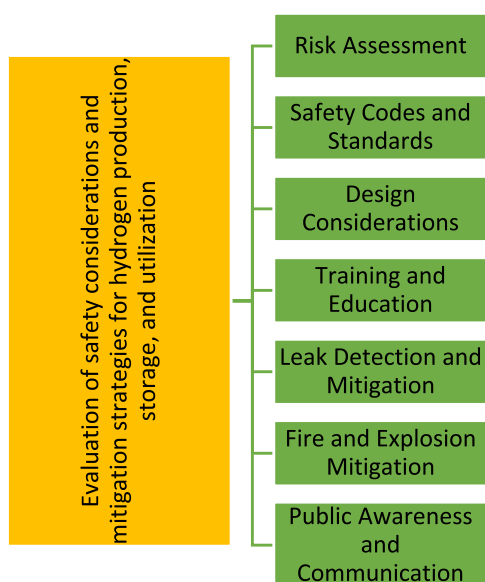 Evaluation of safety considerations and
mitigation strategies for hydrogen production,
storage, and utilization
Risk Assessment
Safety Codes and
Standards
Design
Considerations
Training and
Education
Leak Detection and
Mitigation
Fire and Explosion
Mitigation
Public Awareness
and
Communication